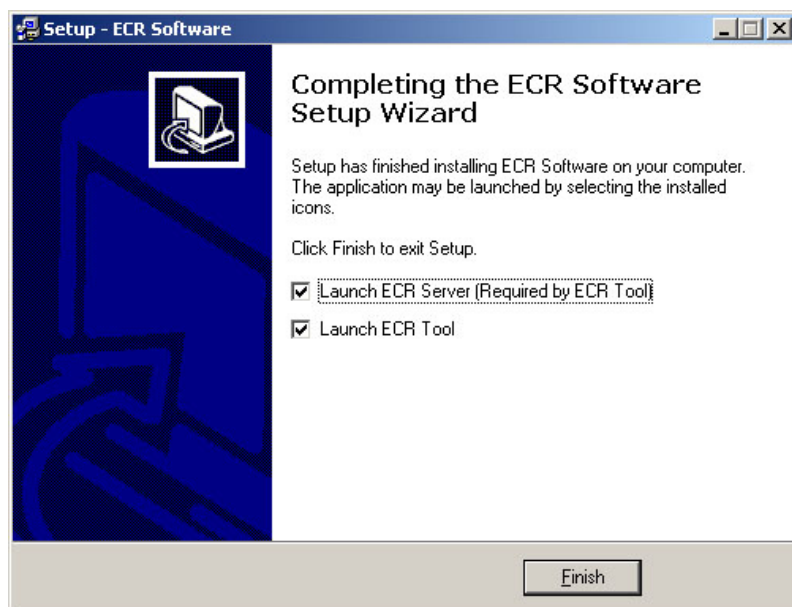 Setup - ECR Software
Completing the ECR Software
Setup Wizard
Setup has finished installing ECR Software on your computer.
The application may be launched by selecting the installed
icons.
Click Finish to exit Setup.
Launch ECR Server (Required by ECR Tool)
Launch ECR Tool
Finish